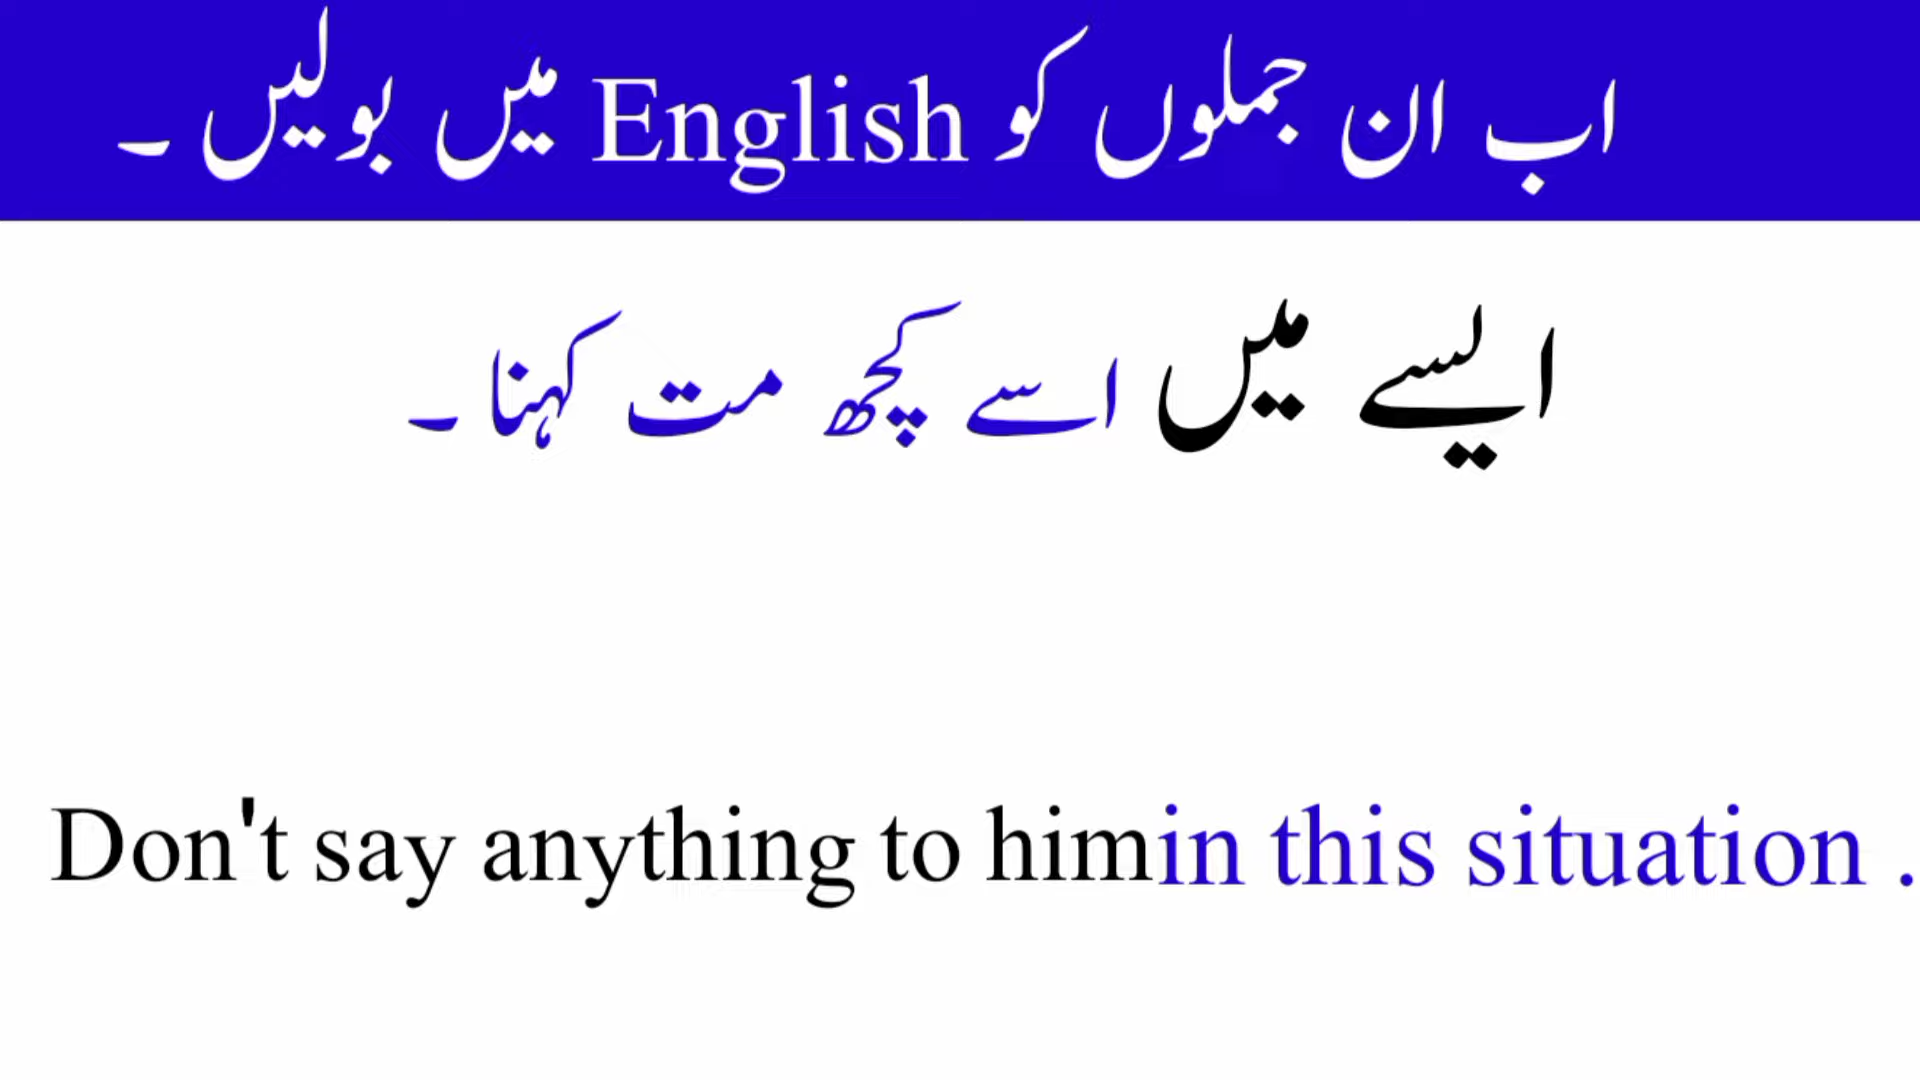 اب ان جملوں کو English میں بولیں ۔
ایسے میں اسے کچھ مت کہنا ۔
Don't say anything to himin this situation .